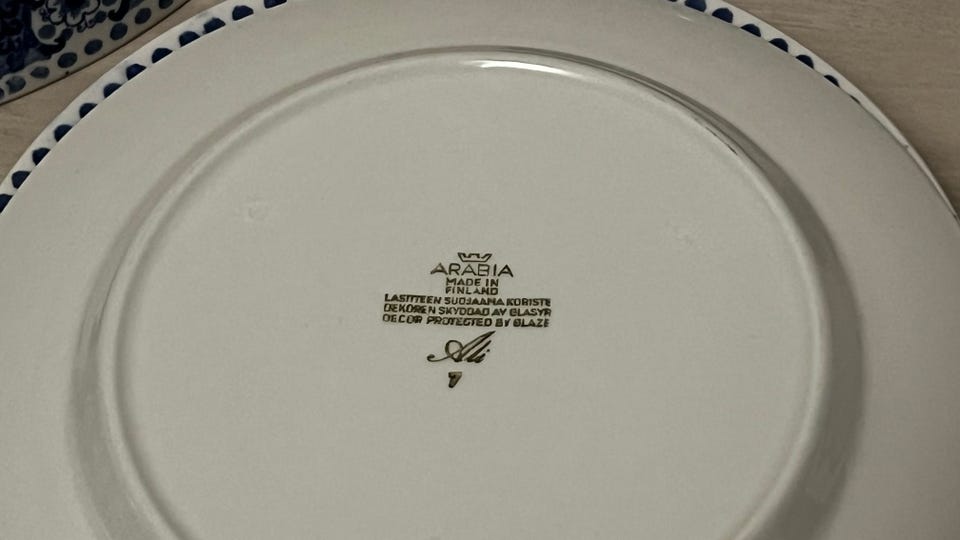 ARABIA
MADE IN
FINLAND
LASITTEEN SUOJAAMA KORISTE
DEKOREN SKYDDAD AV GLASYR
DECOR PROTECTED BY GLAZE
Ali
7